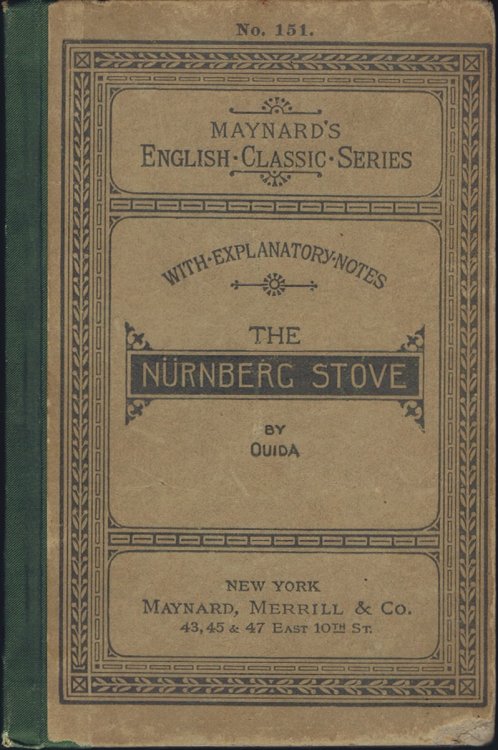 No. 151.
MAYNARD'S
ENGLISH·CLASSIC·SERIES
WITH·EXPLANATORY·NOTES
THE
NÜRNBERG STOVE
BY
OUIDA
NEW YORK
MAYNARD, MERRILL & CO.
43, 45 & 47 EAST 10TH ST.